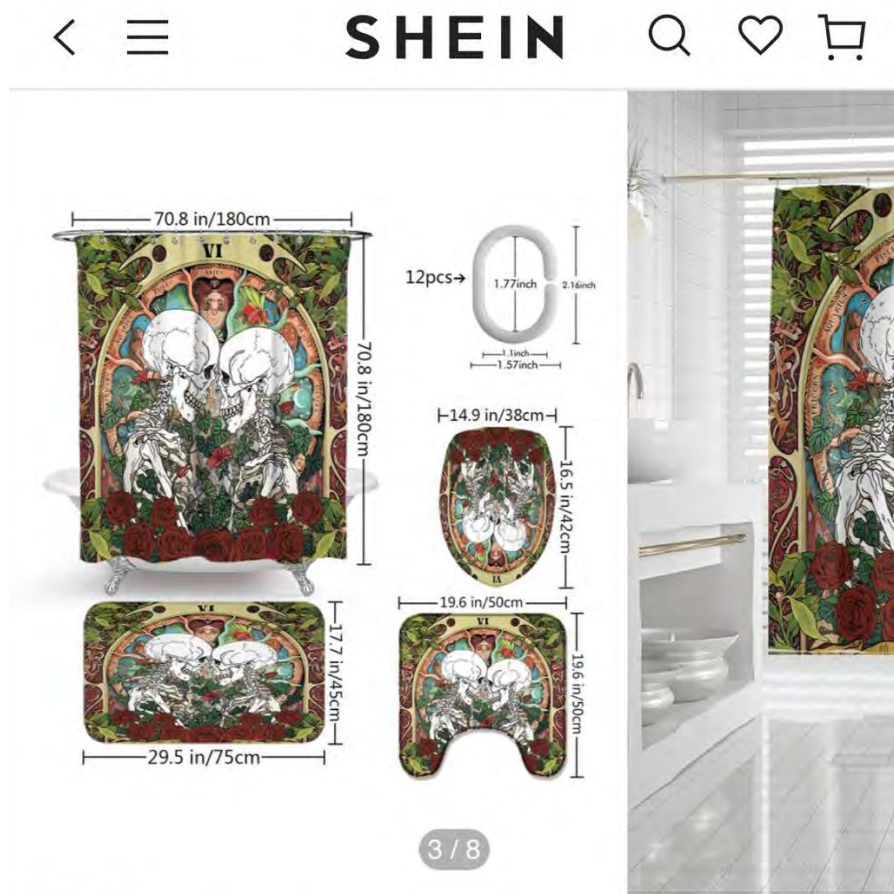 SHEIN
70.8 in/180cm
VI
70.8 in/180cm
12pcs
1.77inch
2.16inch
1.1inch
1.57inch
14.9 in/38cm
16.5 in/42cm
VI
19.6 in/50cm
VI
17.7 in/45cm
29.5 in/75cm
VI
19.6 in/50cm
3 / 8